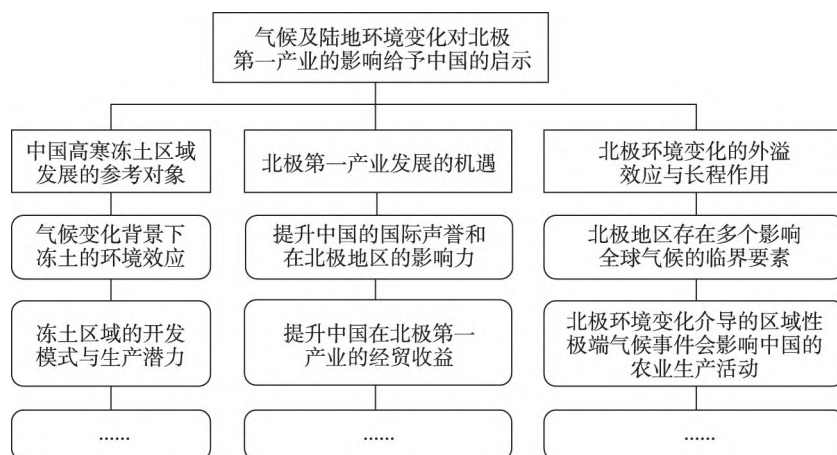 气候及陆地环境变化对北极
第一产业的影响给予中国的启示
中国高寒冻土区域
发展的参考对象
北极第一产业发展的机遇
北极环境变化的外溢
效应与长程作用
气候变化背景下
冻土的环境效应
提升中国的国际声誉和
在北极地区的影响力
北极地区存在多个影响
全球气候的临界要素
冻土区域的开发
模式与生产潜力
提升中国在北极第一
产业的经贸收益
北极环境变化介导的区域性
极端气候事件会影响中国的
农业生产活动
……
……
……